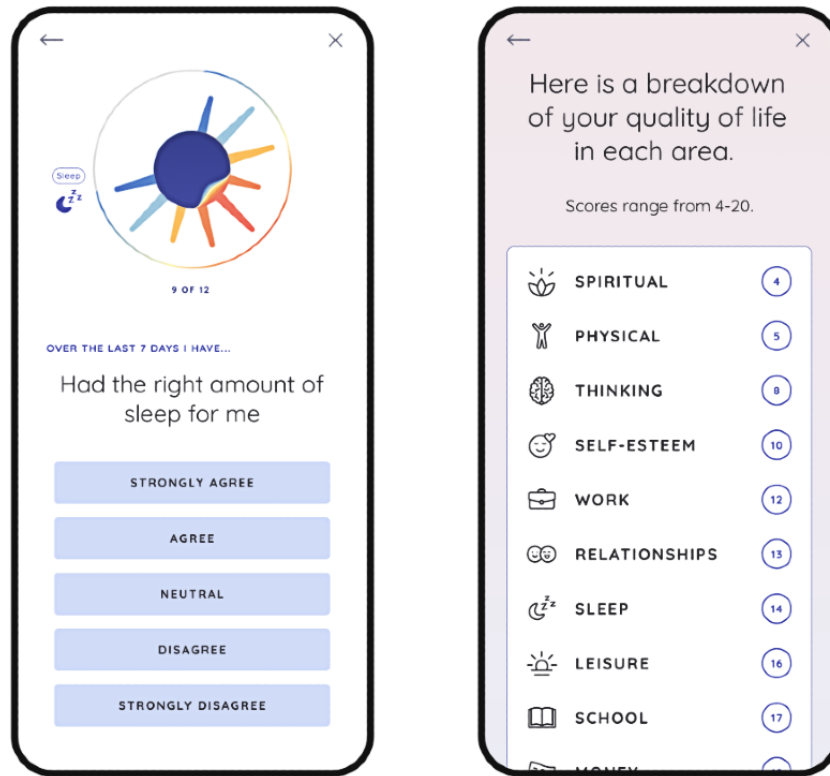 Sleep
9 OF 12
OVER THE LAST 7 DAYS I HAVE...
Had the right amount of
sleep for me
STRONGLY AGREE
AGREE
NEUTRAL
DISAGREE
STRONGLY DISAGREE
Here is a breakdown
of your quality of life
in each area.
Scores range from 4-20.
SPIRITUAL 4
PHYSICAL 5
THINKING 8
SELF-ESTEEM 10
WORK 12
RELATIONSHIPS 13
SLEEP 14
LEISURE 16
SCHOOL 17
MONEY